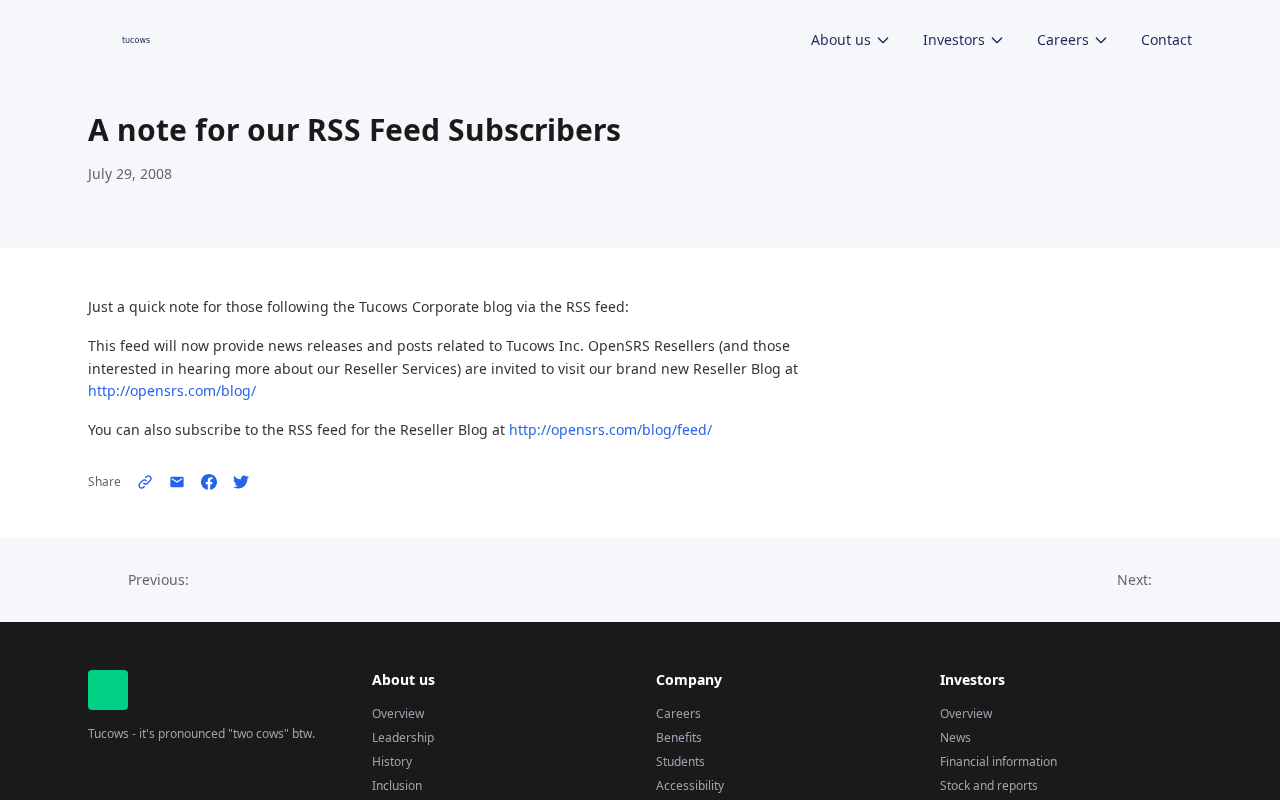 tucows
About us
Investors
Careers
Contact
A note for our RSS Feed Subscribers
July 29, 2008
Just a quick note for those following the Tucows Corporate blog via the RSS feed:
This feed will now provide news releases and posts related to Tucows Inc. OpenSRS Resellers (and those
interested in hearing more about our Reseller Services) are invited to visit our brand new Reseller Blog at
http://opensrs.com/blog/
You can also subscribe to the RSS feed for the Reseller Blog at http://opensrs.com/blog/feed/
Share
Previous:
Next:
Tucows - it's pronounced "two cows" btw.
About us
Overview
Leadership
History
Inclusion
Company
Careers
Benefits
Students
Accessibility
Investors
Overview
News
Financial information
Stock and reports